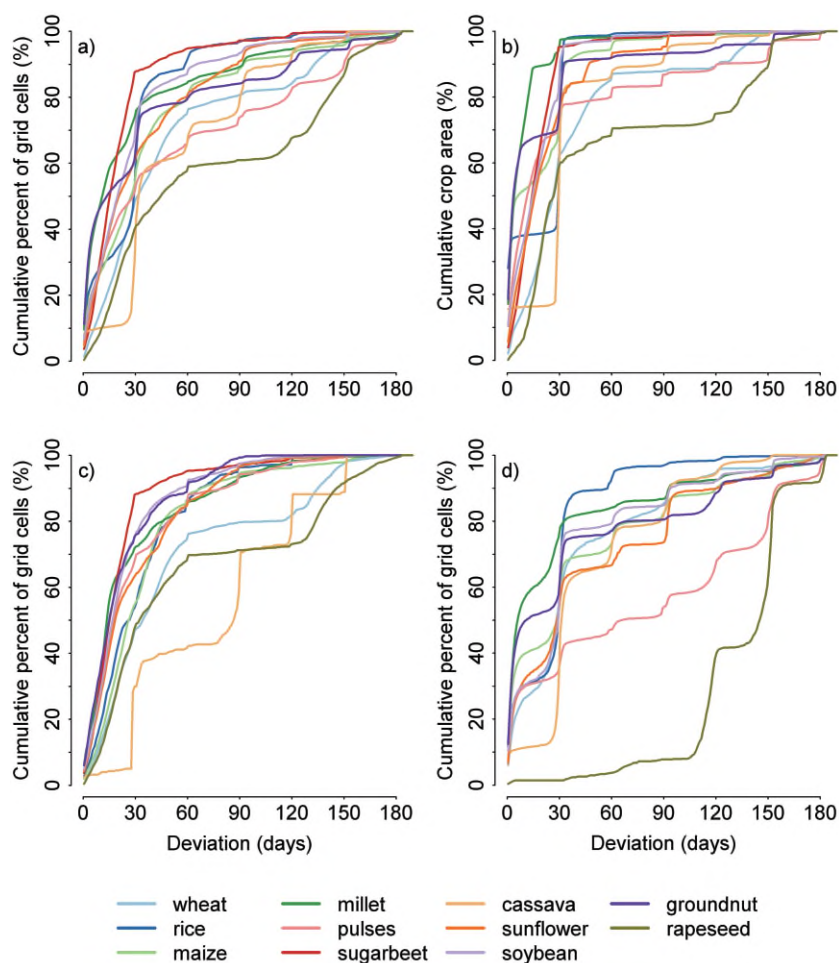 a)
Cumulative percent of grid cells (%)
0 20 40 60 80 100
0 30 60 90 120 150 180
b)
Cumulative crop area (%)
0 20 40 60 80 100
0 30 60 90 120 150 180
c)
Cumulative percent of grid cells (%)
0 20 40 60 80 100
0 30 60 90 120 150 180
Deviation (days)
d)
Cumulative percent of grid cells (%)
0 20 40 60 80 100
0 30 60 90 120 150 180
Deviation (days)
wheat millet cassava groundnut
rice pulses sunflower rapeseed
maize sugarbeet soybean